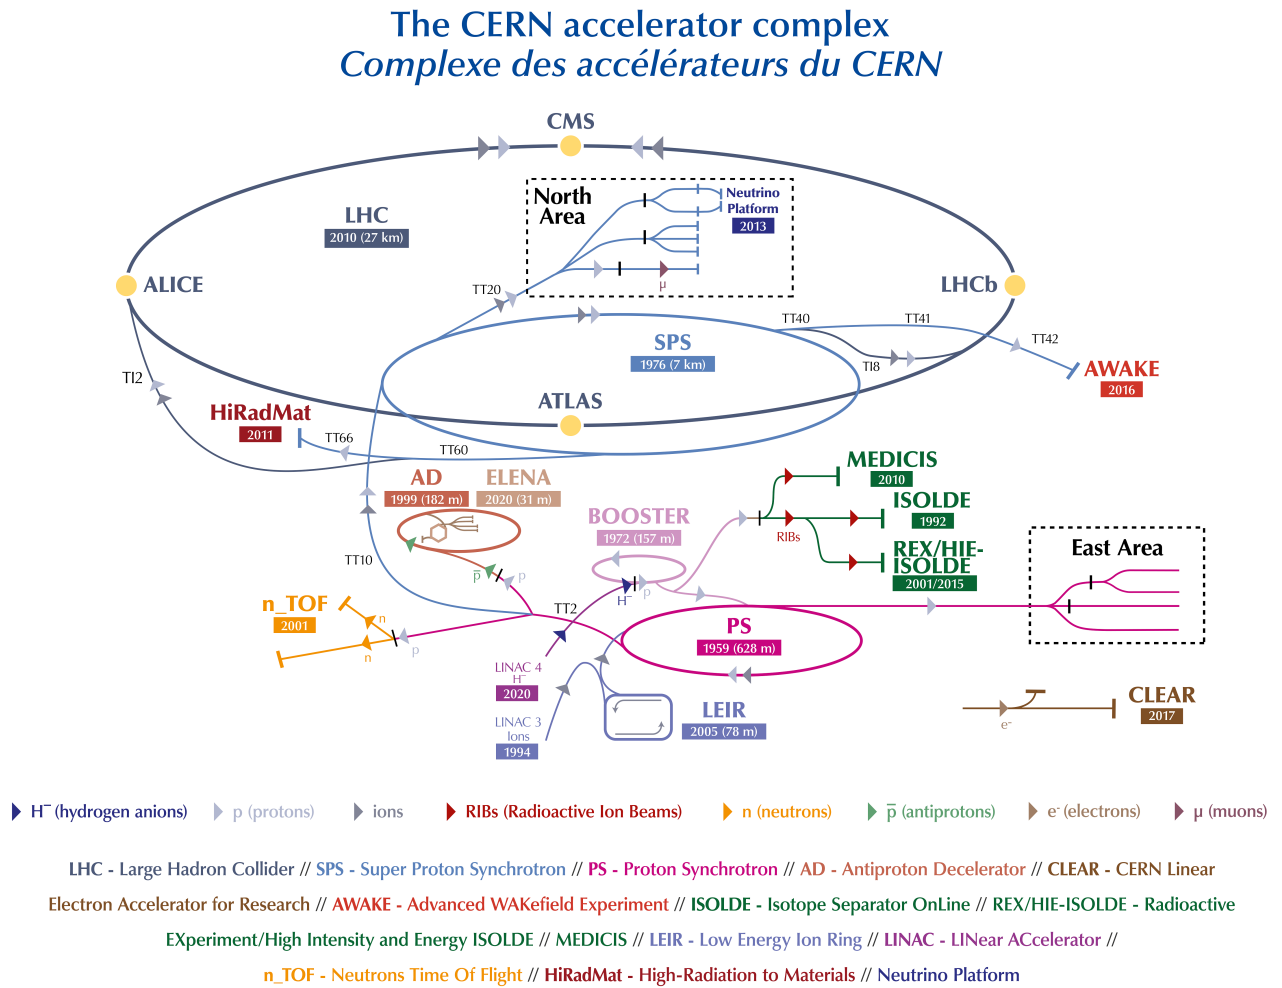 The CERN accelerator complex
Complexe des accélérateurs du CERN
CMS
North
Area
Neutrino
Platform
2013
LHC
2010 (27 km)
µ
ALICE
LHCb
TT20
TT40
TT41
SPS
1976 (7 km)
TT42
TI8
AWAKE
2016
TI2
ATLAS
HiRadMat
2011
TT66
TT60
MEDICIS
2010
AD
1999 (182 m)
ELENA
2020 (31 m)
ISOLDE
1992
BOOSTER
1972 (157 m)
RIBs
REX/HIE-
ISOLDE
2001/2015
East Area
TT10
p̅
p
H⁻
p
n_TOF
2001
n
n
p
TT2
PS
1959 (628 m)
LINAC 4
H⁻
2020
LINAC 3
Ions
1994
LEIR
2005 (78 m)
CLEAR
2017
e⁻
H⁻ (hydrogen anions)
p (protons)
ions
RIBs (Radioactive Ion Beams)
n (neutrons)
p̅ (antiprotons)
e⁻ (electrons)
µ (muons)
LHC - Large Hadron Collider // SPS - Super Proton Synchrotron // PS - Proton Synchrotron // AD - Antiproton Decelerator // CLEAR - CERN Linear
Electron Accelerator for Research // AWAKE - Advanced WAKefield Experiment // ISOLDE - Isotope Separator OnLine // REX/HIE-ISOLDE - Radioactive
EXperiment/High Intensity and Energy ISOLDE // MEDICIS // LEIR - Low Energy Ion Ring // LINAC - LINear ACcelerator //
n_TOF - Neutrons Time Of Flight // HiRadMat - High-Radiation to Materials // Neutrino Platform